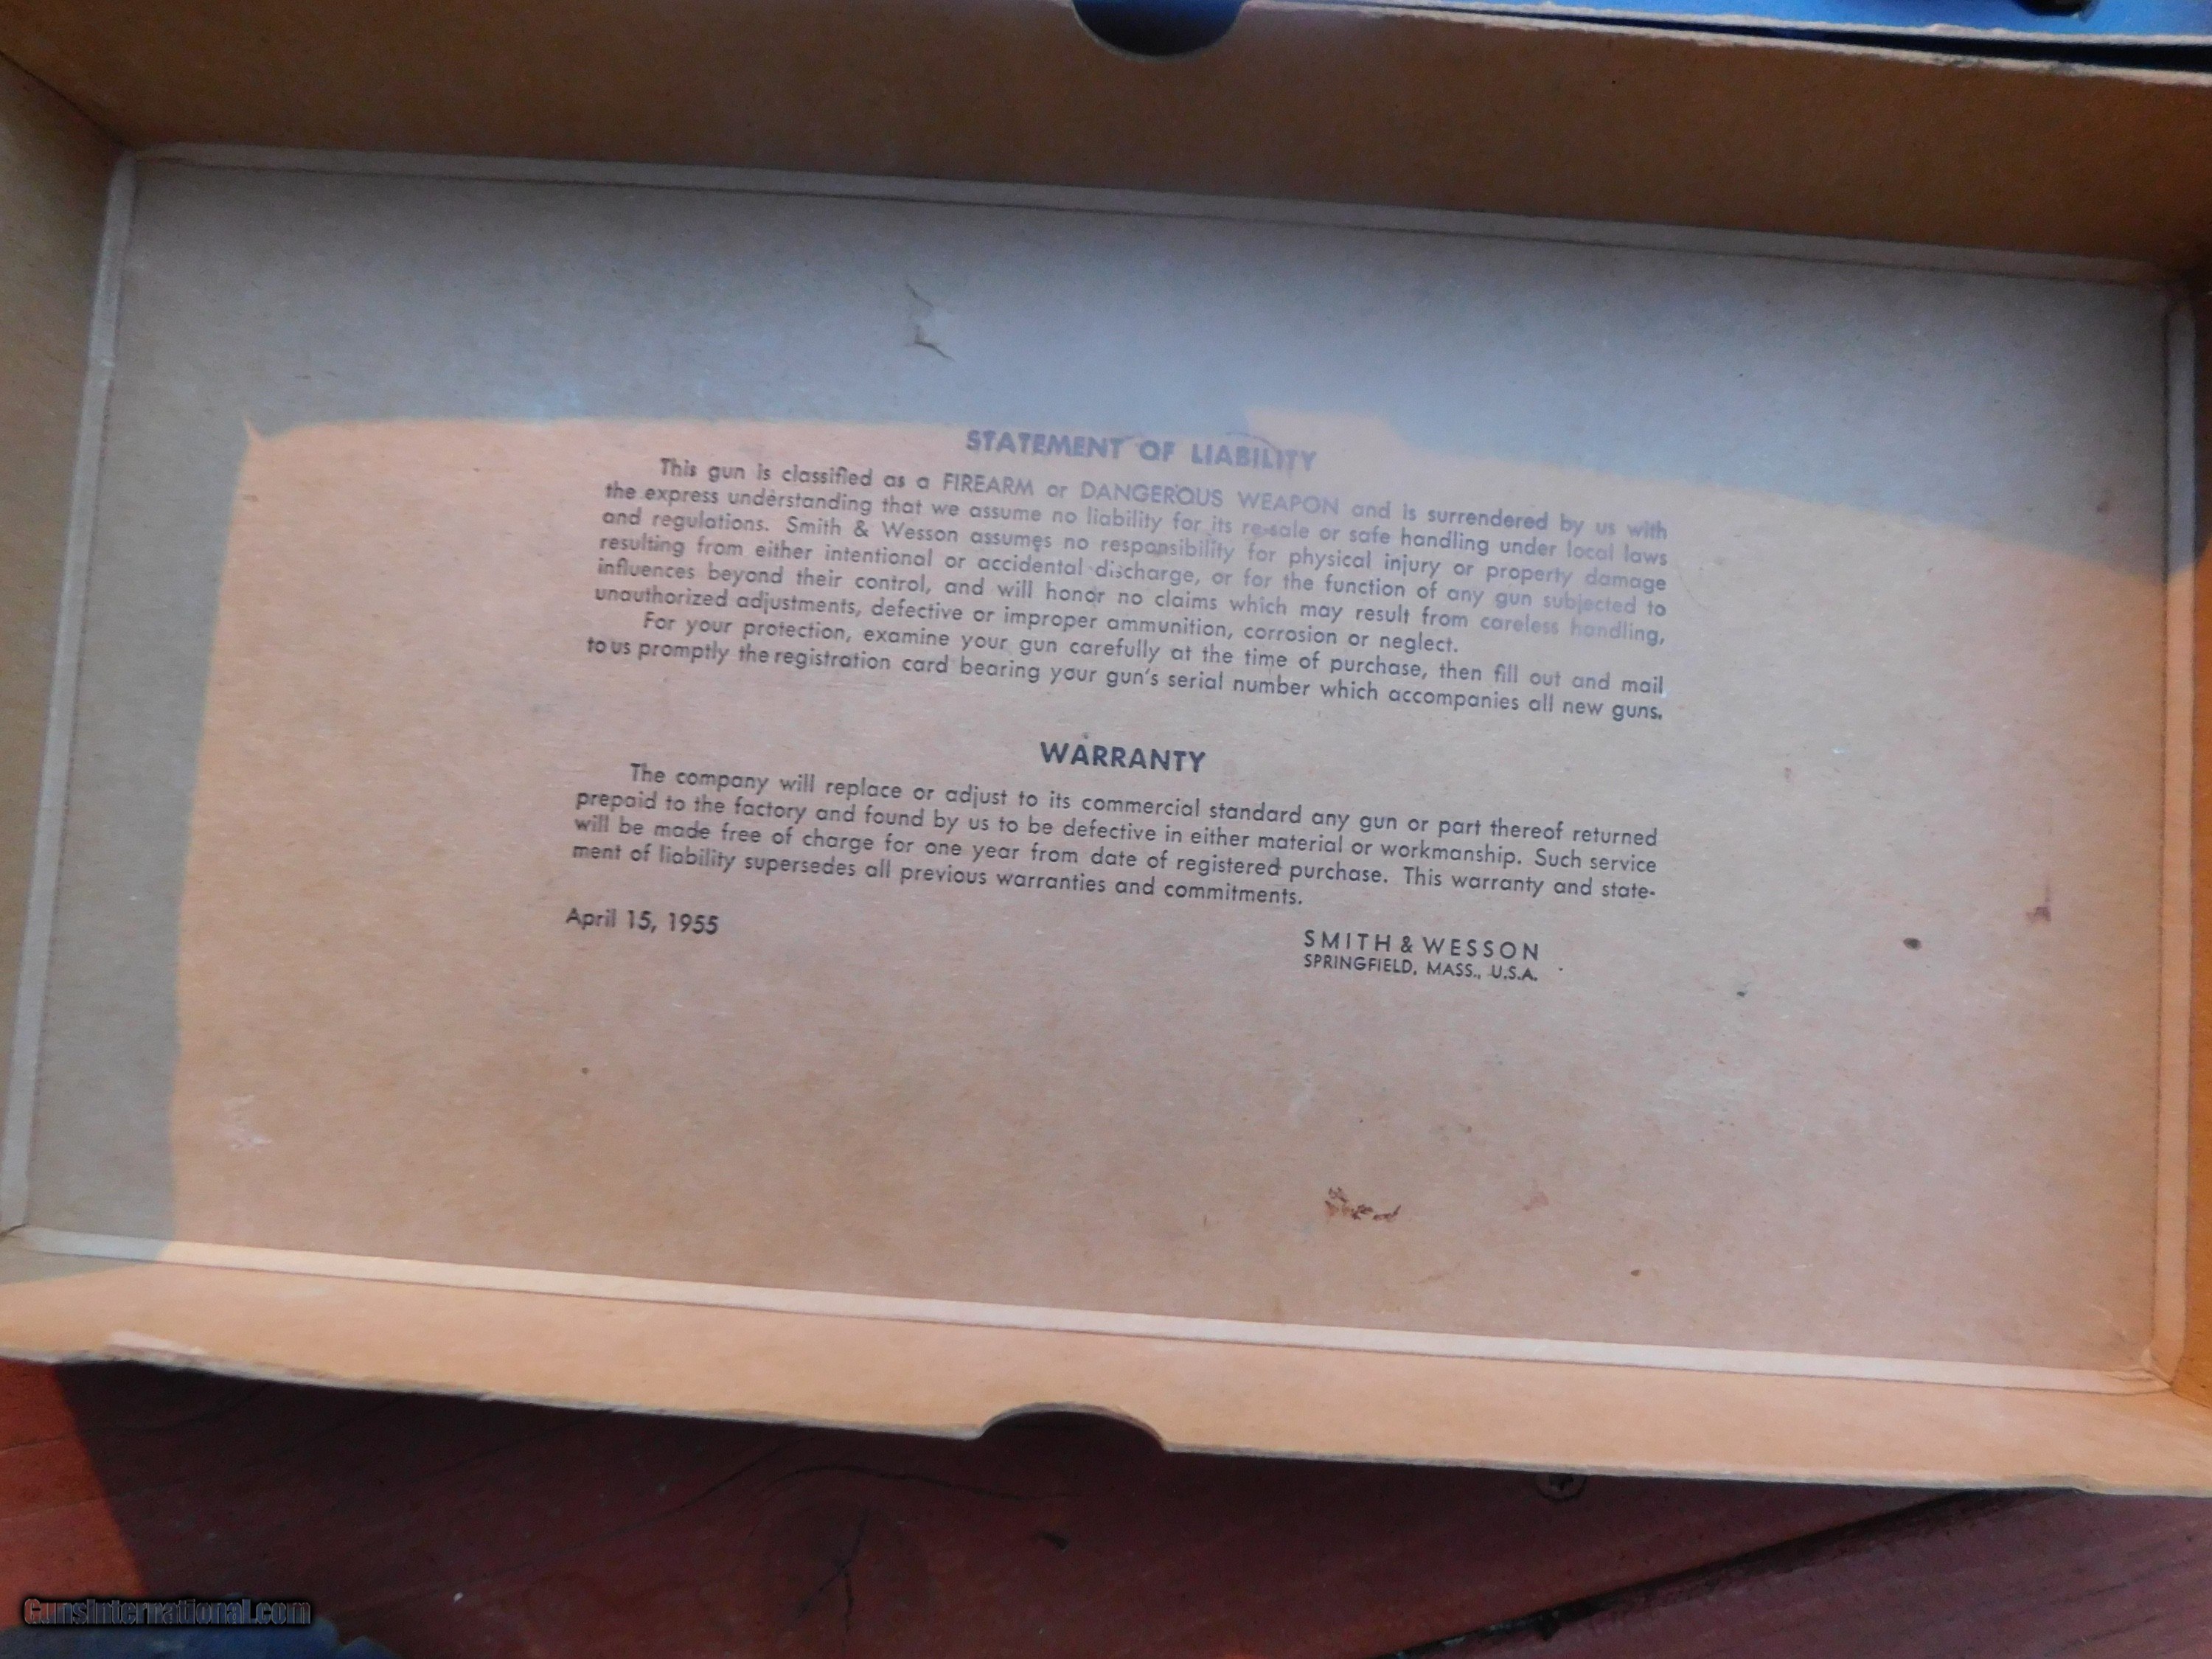 STATEMENT OF LIABILITY
This gun is classified as a FIREARM or DANGEROUS WEAPON and is surrendered by us with
the express understanding that we assume no liability for its re-sale or safe handling under local laws
and regulations. Smith & Wesson assumes no responsibility for physical injury or property damage
resulting from either intentional or accidental discharge, or for the function of any gun subjected to
influences beyond their control, and will honor no claims which may result from careless handling,
unauthorized adjustments, defective or improper ammunition, corrosion or neglect.
For your protection, examine your gun carefully at the time of purchase, then fill out and mail
to us promptly the registration card bearing your gun's serial number which accompanies all new guns.
WARRANTY
The company will replace or adjust to its commercial standard any gun or part thereof returned
prepaid to the factory and found by us to be defective in either material or workmanship. Such service
will be made free of charge for one year from date of registered purchase. This warranty and state-
ment of liability supersedes all previous warranties and commitments.
April 15, 1955
SMITH & WESSON
SPRINGFIELD, MASS., U.S.A.
GunsInternational.com